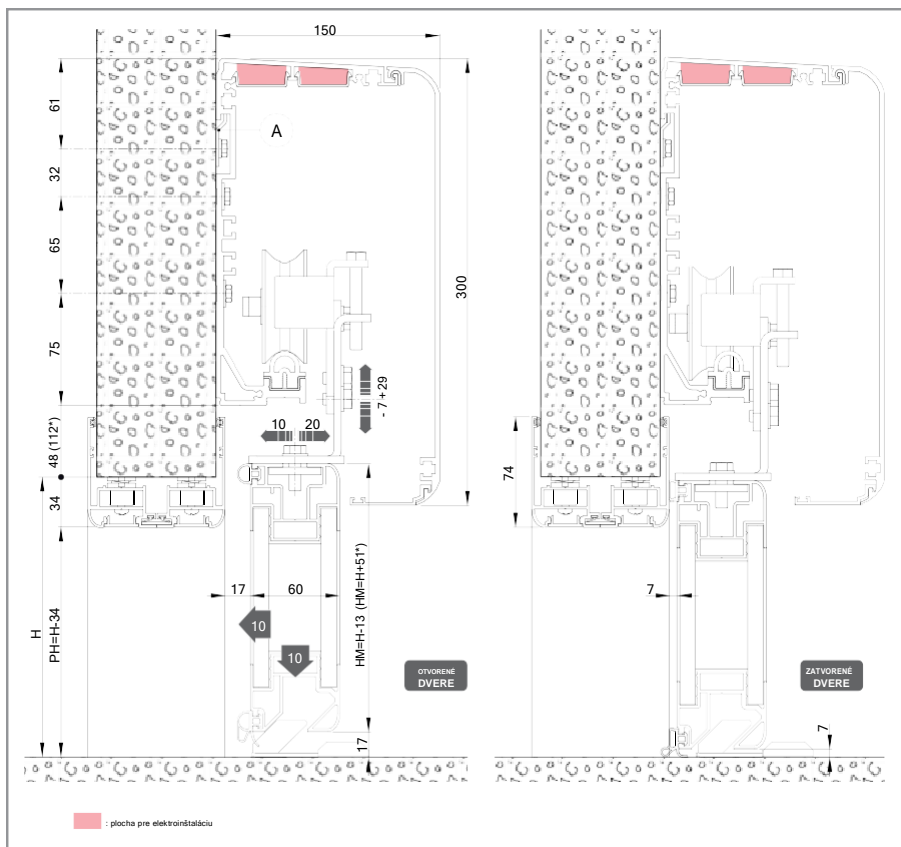 150
61
A
32
65
300
75
- 7 + 29
10 20
48 (112*)
74
34
17 60
7
HM=H-13 (HM=H+51*)
10
H
PH=H-34
10
OTVORENÉ
DVERE
ZATVORENÉ
DVERE
17
7
: plocha pre elektroinštaláciu